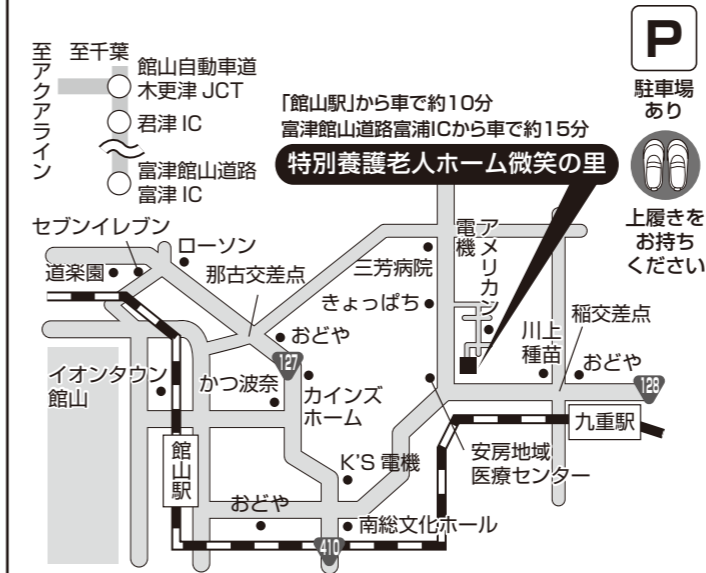 至アクアライン
至千葉
館山自動車道
木更津 JCT
君津 IC
富津館山道路
富津 IC
P
駐車場
あり
上履きを
お持ち
ください
「館山駅」から車で約10分
富津館山道路富浦ICから車で約15分
特別養護老人ホーム微笑の里
セブンイレブン
ローソン
道楽園
那古交差点
三芳病院
アメリカン
電機
きょっぱち
おどや
川上
種苗
稲交差点
おどや
127
128
イオンタウン
館山
かつ波奈
カインズ
ホーム
九重駅
館山駅
K'S 電機
安房地域
医療センター
おどや
南総文化ホール
410